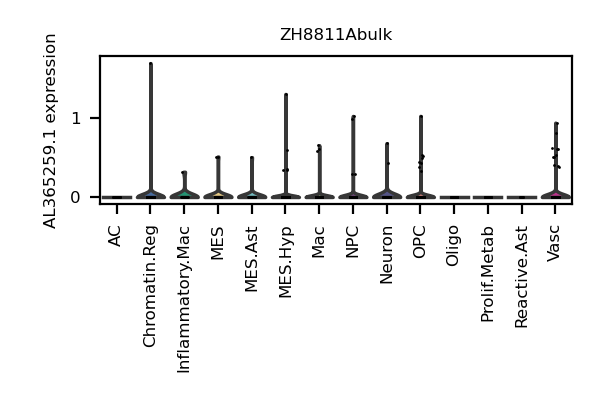 ZH8811Abulk
AL365259.1 expression
1
0
AC
Chromatin.Reg
Inflammatory.Mac
MES
MES.Ast
MES.Hyp
Mac
NPC
Neuron
OPC
Oligo
Prolif.Metab
Reactive.Ast
Vasc